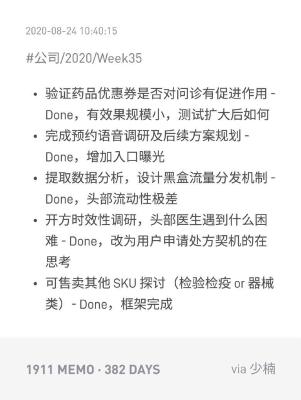 2020-08-24 10:40:15
#公司/2020/Week35
• 验证药品优惠券是否对问诊有促进作用 -
Done，有效果规模小，测试扩大后如何
• 完成预约语音调研及后续方案规划 -
Done，增加入口曝光
• 提取数据分析，设计黑盒流量分发机制 -
Done，头部流动性极差
• 开方时效性调研，头部医生遇到什么困
难 - Done，改为用户申请处方契机的在
思考
• 可售卖其他 SKU 探讨（检验检疫 or 器械
类）- Done，框架完成
1911 MEMO · 382 DAYS
via 少楠